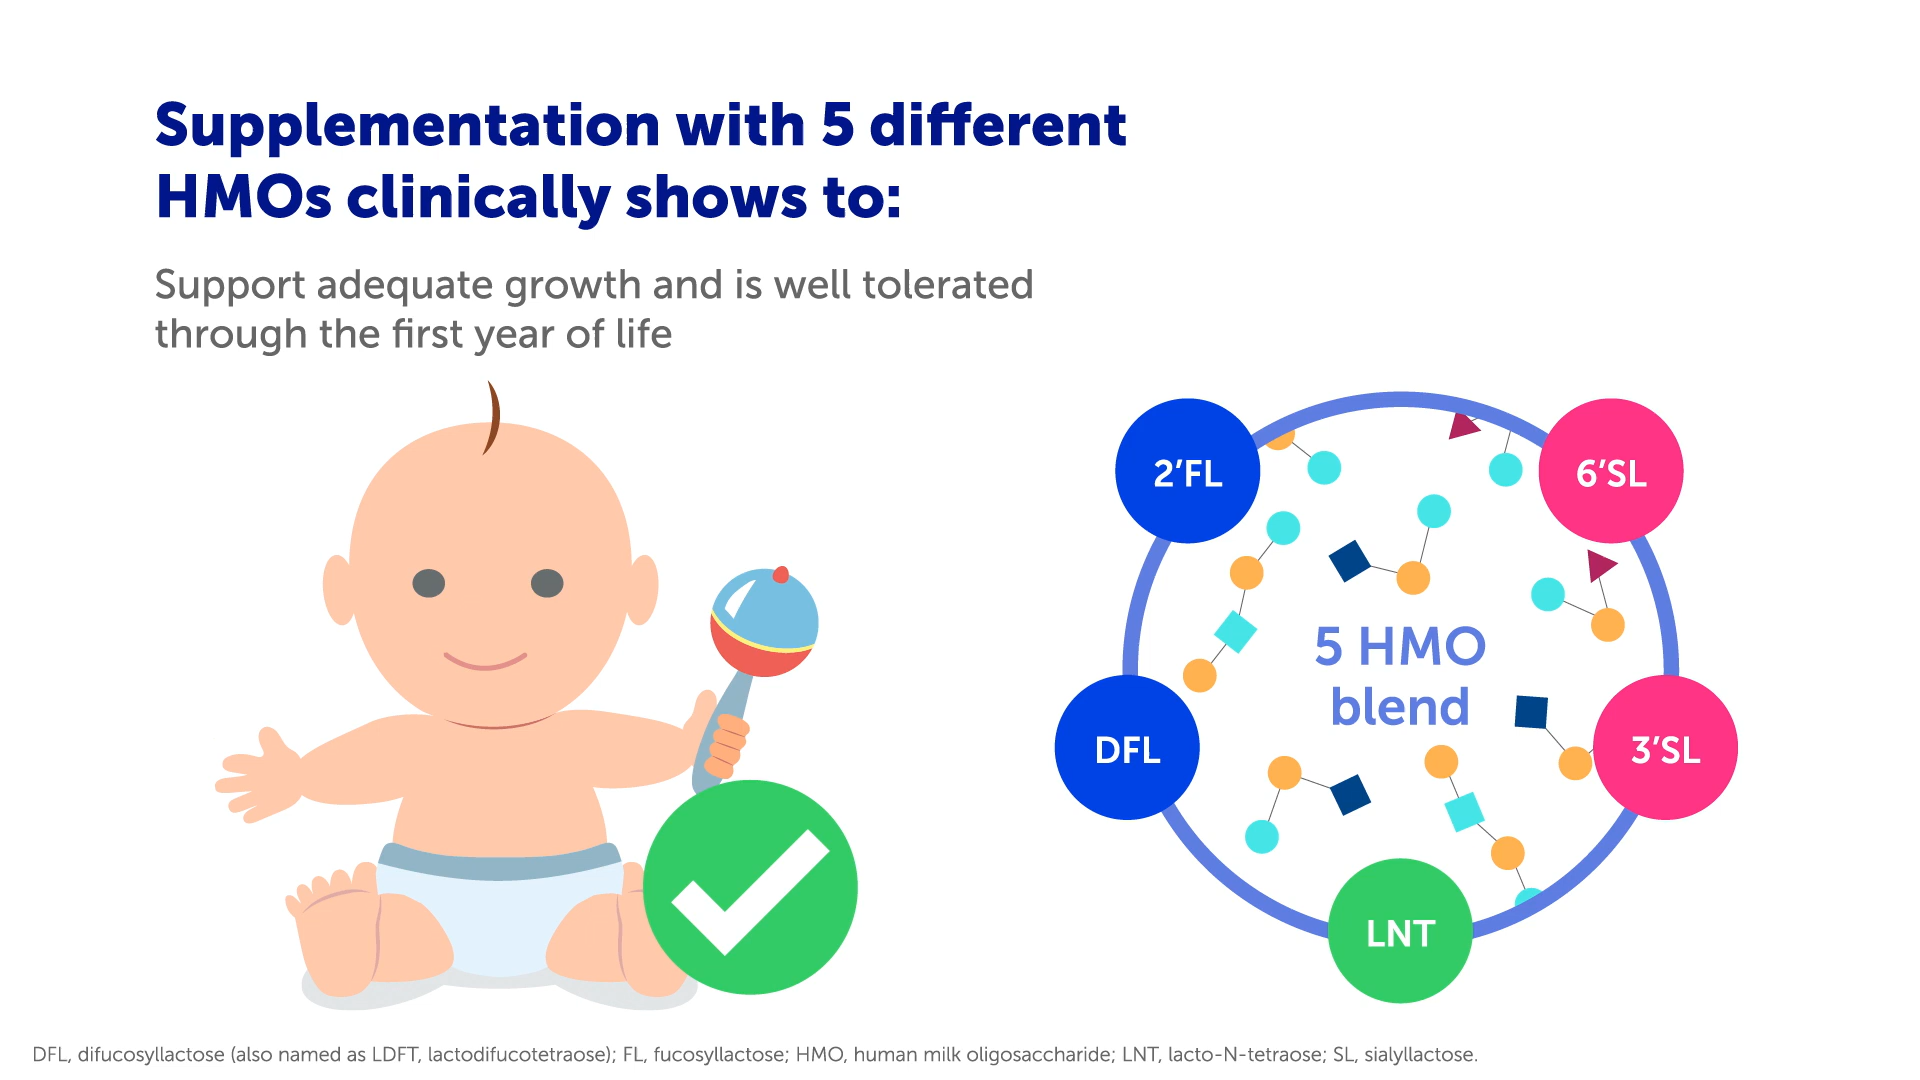 Supplementation with 5 different
HMOs clinically shows to:
Support adequate growth and is well tolerated
through the first year of life
2’FL
6’SL
5 HMO
blend
DFL
3’SL
LNT
DFL, difucosyllactose (also named as LDFT, lactodifucotetraose); FL, fucosyllactose; HMO, human milk oligosaccharide; LNT, lacto-N-tetraose; SL, sialyllactose.